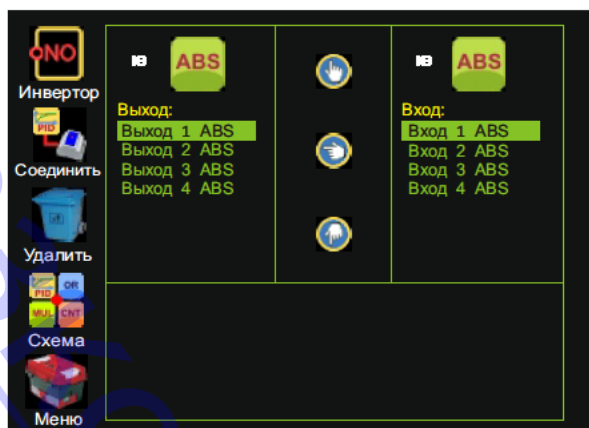 NO
Инвертор
PID
Соединить
Удалить
PID OR
MUL CNT
Схема
Меню
ABS
Выход:
Выход 1 ABS
Выход 2 ABS
Выход 3 ABS
Выход 4 ABS
ABS
Вход:
Вход 1 ABS
Вход 2 ABS
Вход 3 ABS
Вход 4 ABS